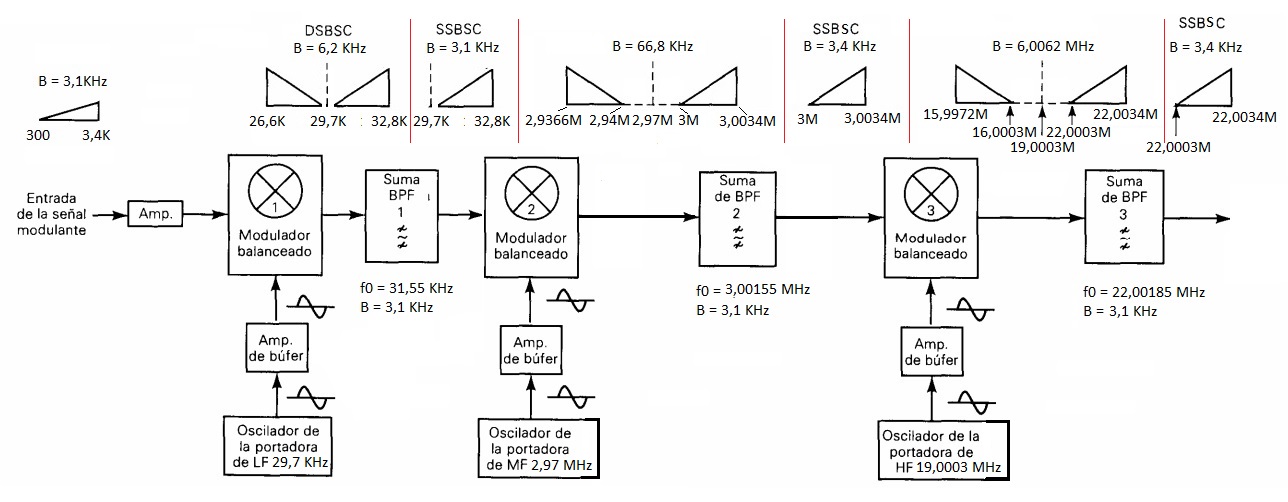 DSBSC
B = 6,2 KHz
SSBSC
B = 3,1 KHz
B = 66,8 KHz
SSBSC
B = 3,4 KHz
B = 6,0062 MHz
SSBSC
B = 3,4 KHz
B = 3,1KHz
300 3,4K
26,6K 29,7K : 32,8K
29,7K : 32,8K
2,9366M 2,94M 2,97M 3M 3,0034M
3M 3,0034M
15,9972M 16,0003M 19,0003M 22,0003M 22,0034M
22,0003M 22,0034M
Entrada
de la señal
modulante
Amp.
1
Modulador
balanceado
Suma
BPF
1
2
Modulador
balanceado
Suma
de BPF
2
3
Modulador
balanceado
Suma
de BPF
3
f0 = 31,55 KHz
B = 3,1 KHz
f0 = 3,00155 MHz
B = 3,1 KHz
f0 = 22,00185 MHz
B = 3,1 KHz
Amp.
de búfer
Amp.
de búfer
Amp.
de búfer
Oscilador de
la portadora
de LF 29,7 KHz
Oscilador de
la portadora
de MF 2,97 MHz
Oscilador de la
portadora de
HF 19,0003 MHz